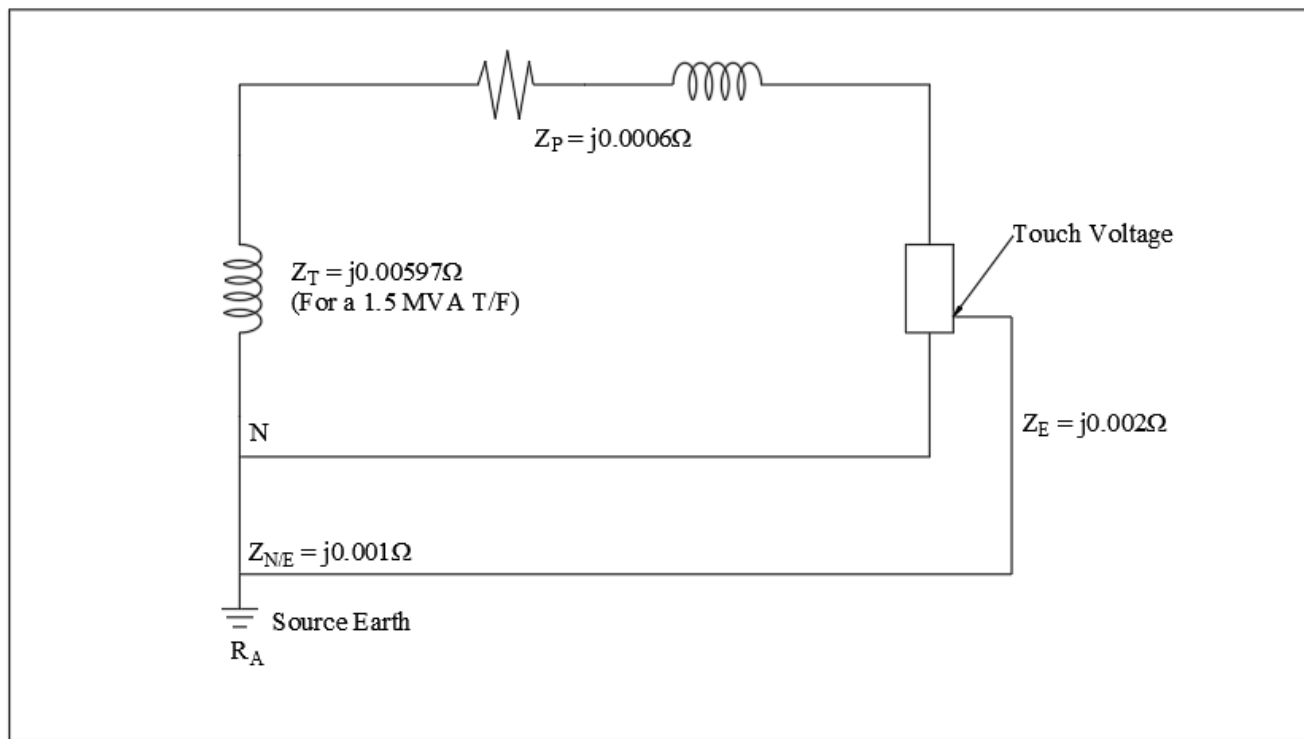 Z_P = j0.0006Ω
Touch Voltage
Z_T = j0.00597Ω
(For a 1.5 MVA T/F)
N
Z_E = j0.002Ω
Z_N/E = j0.001Ω
Source Earth
R_A